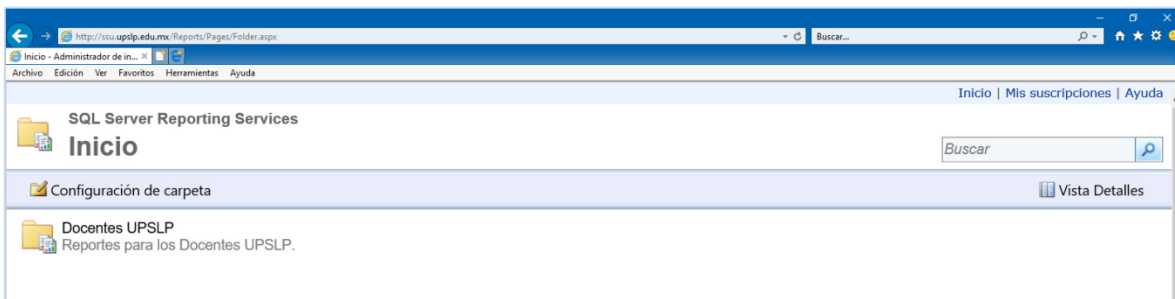 http://ssu.upslp.edu.mx/Reports/Pages/Folder.aspx
Buscar...
Inicio - Administrador de in...
Archivo Edición Ver Favoritos Herramientas Ayuda
Inicio | Mis suscripciones | Ayuda
SQL Server Reporting Services
Inicio
Buscar
Configuración de carpeta
Vista Detalles
Docentes UPSLP
Reportes para los Docentes UPSLP.